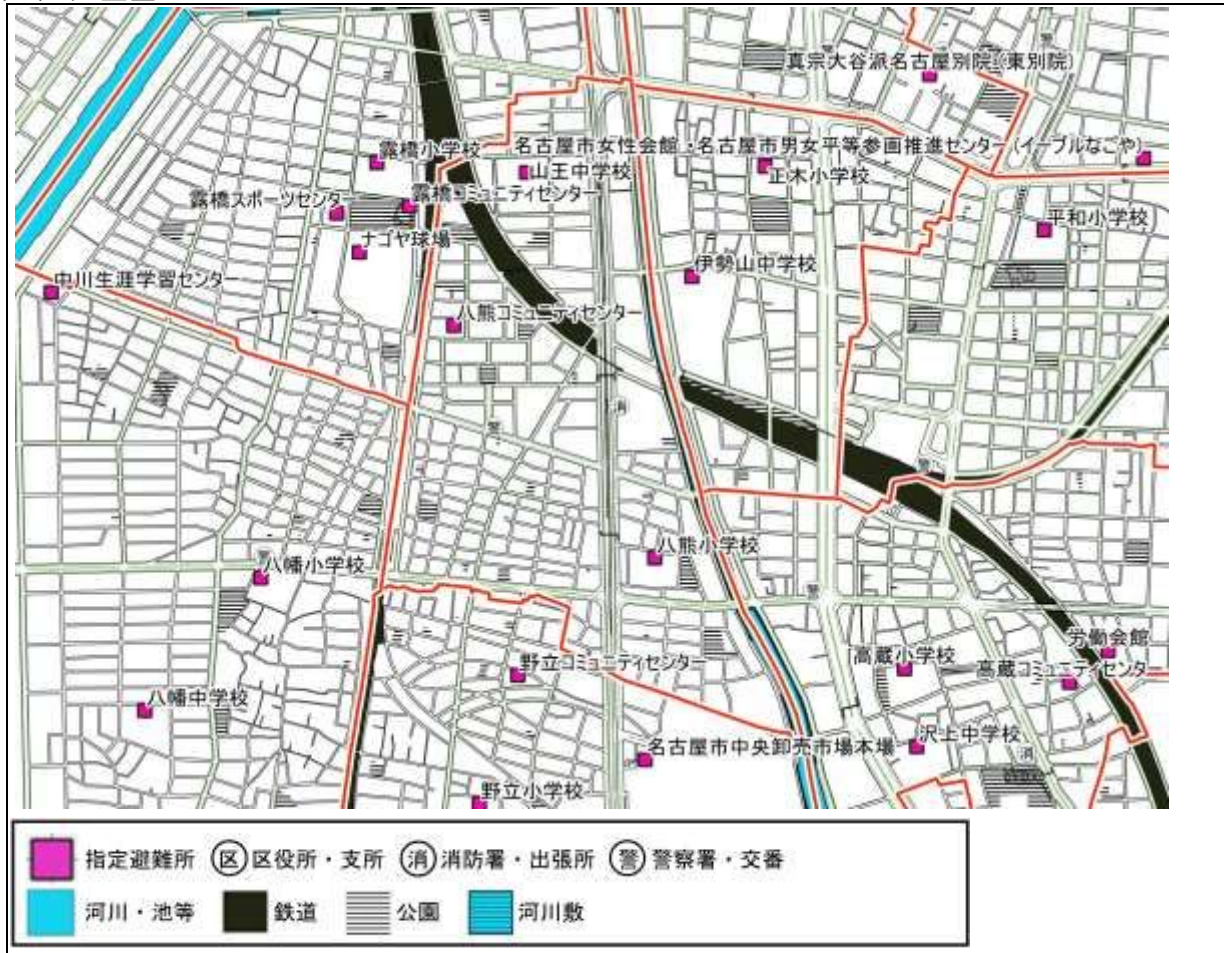 真宗大谷派名古屋別院(東別院)
露橋小学校
名古屋市女性会館・名古屋市男女平等参画推進センター(イーブルなごや)
山王中学校
正木小学校
露橋スポーツセンタ
露橋コミュニティセンター
平和小学校
ナゴヤ球場
伊勢山中学校
中川生涯学習センター
八熊コミュニティセンター
消
警
警
八熊小学校
警
八幡小学校
警
労働会館
野立コミュニティセンター
高蔵小学校
高蔵コミュニティセンタ
八幡中学校
沢上中学校
名古屋市中央卸売市場本場
消
野立小学校
指定避難所 区 区役所・支所 消 消防署・出張所 警 警察署・交番
河川・池等 鉄道 公園 河川敷